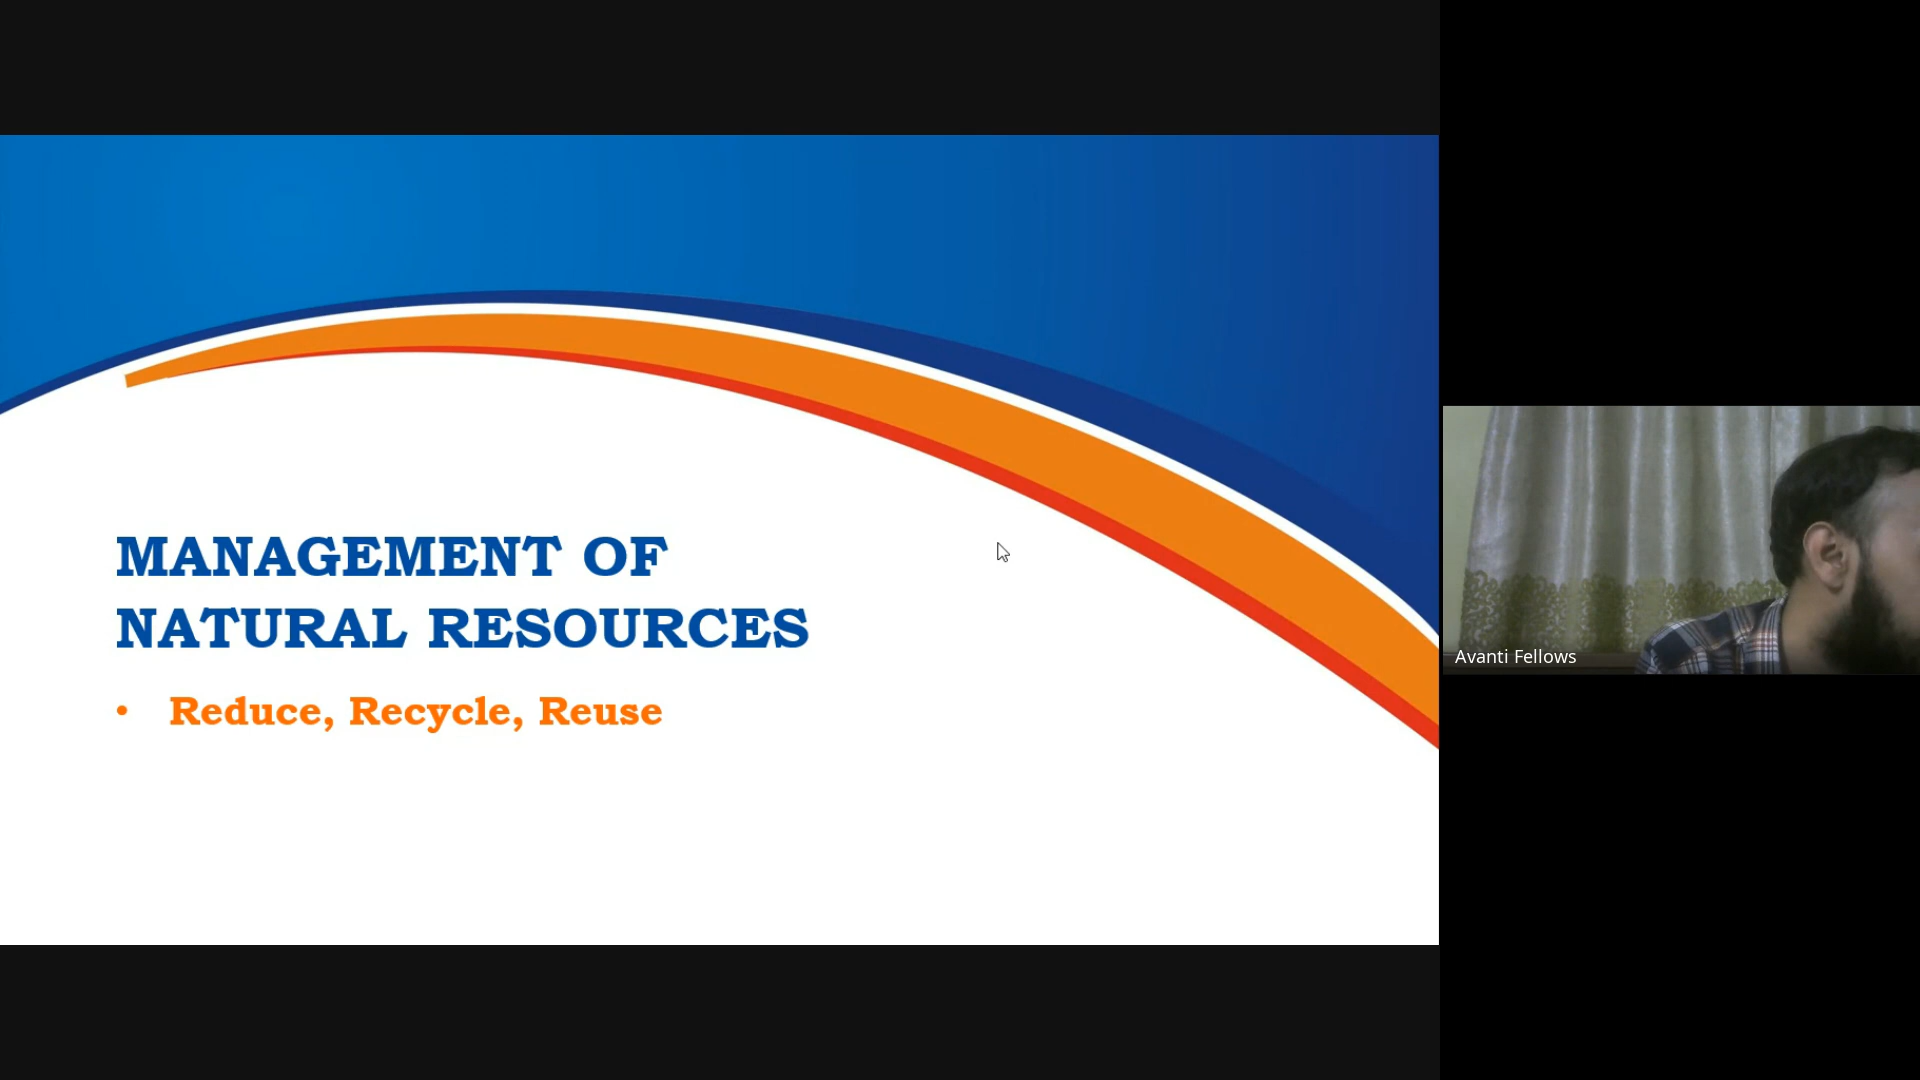 MANAGEMENT OF
NATURAL RESOURCES
• Reduce, Recycle, Reuse
Avanti Fellows